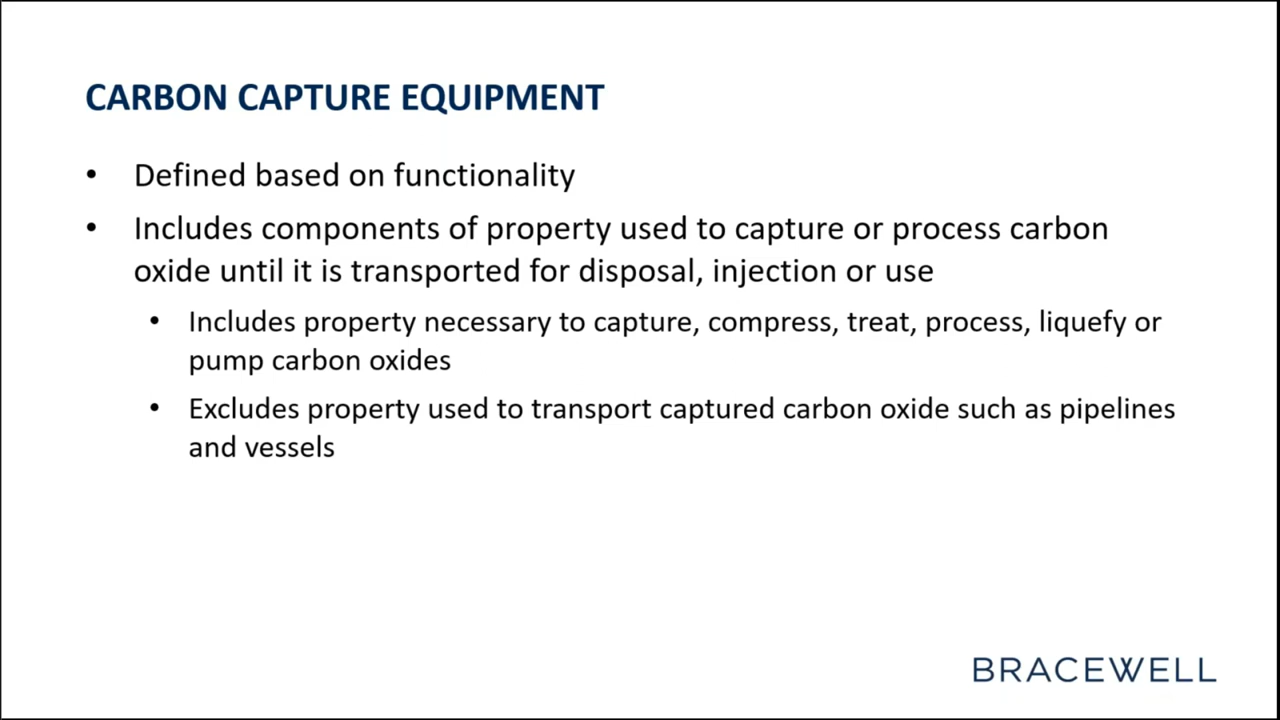 CARBON CAPTURE EQUIPMENT
• Defined based on functionality
• Includes components of property used to capture or process carbon
oxide until it is transported for disposal, injection or use
• Includes property necessary to capture, compress, treat, process, liquefy or
pump carbon oxides
• Excludes property used to transport captured carbon oxide such as pipelines
and vessels
BRACEWELL